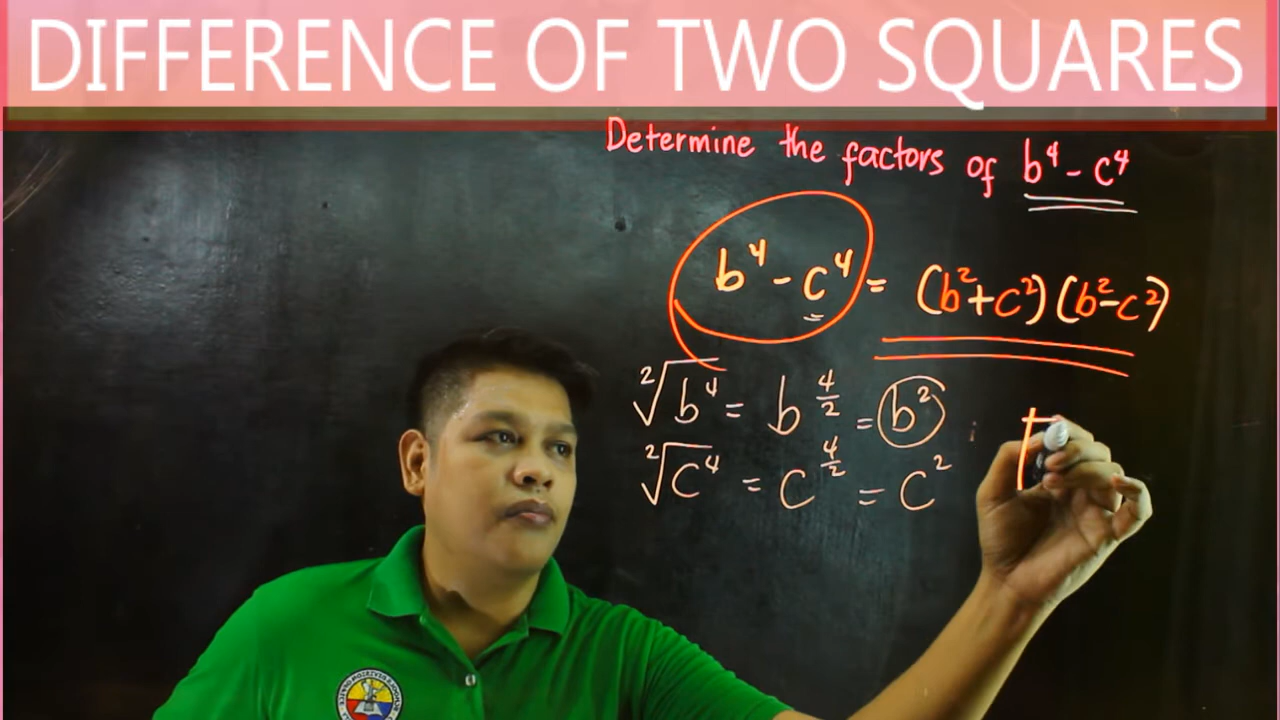 DIFFERENCE OF TWO SQUARES
Determine the factors of b⁴ - c⁴
b⁴ - c⁴ = (b²+c²)(b²-c²)
²√b⁴ = b^(4/2) = b²
²√c⁴ = c^(4/2) = c²